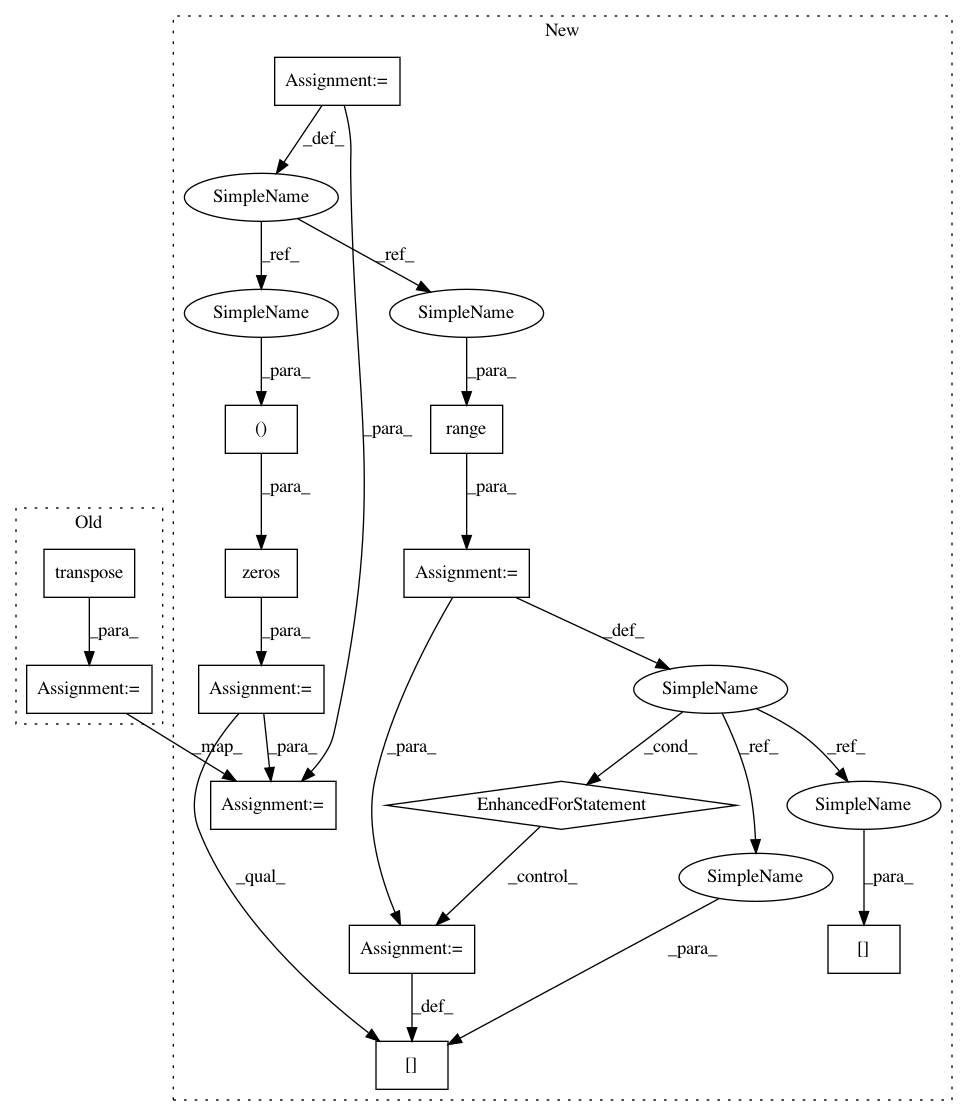 New
Assignment:=
_def_
SimpleName
_ref_
_ref_
SimpleName
SimpleName
_para_
_para_
_para_
()
range
_para_
_para_
Old
transpose
zeros
Assignment:=
_para_
_para_
_def_
Assignment:=
Assignment:=
SimpleName
_map_
_para_
_para_
_cond_
_ref_
_ref_
Assignment:=
EnhancedForStatement
SimpleName
_qual_
_control_
SimpleName
_para_
Assignment:=
_para_
[]
_def_
[]